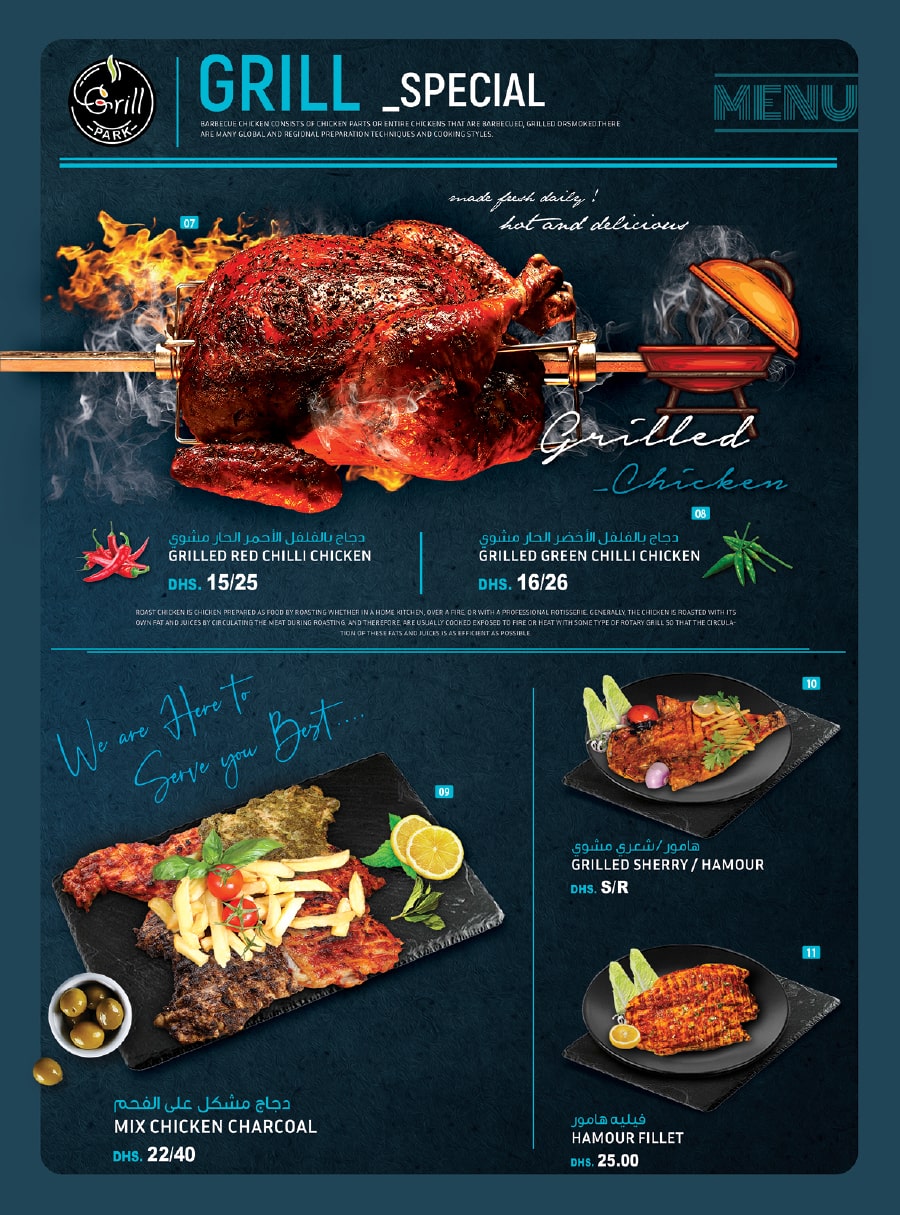 Grill
PARK
GRILL _SPECIAL
BARBECUE CHICKEN CONSISTS OF CHICKEN PARTS OR ENTIRE CHICKENS THAT ARE BARBECUED, GRILLED ORSMOKED.THERE
ARE MANY GLOBAL AND REGIONAL PREPARATION TECHNIQUES AND COOKING STYLES.
MENU
made fresh daily !
hot and delicious
07
Grilled
_Chicken
08
دجاج بالفلفل الأحمر الحار مشوي
GRILLED RED CHILLI CHICKEN
DHS. 15/25
دجاج بالفلفل الأخضر الحار مشوي
GRILLED GREEN CHILLI CHICKEN
DHS. 16/26
ROAST CHICKEN IS CHICKEN PREPARED AS FOOD BY ROASTING WHETHER IN A HOME KITCHEN, OVER A FIRE, OR WITH A PROFESSIONAL ROTISSERIE. GENERALLY, THE CHICKEN IS ROASTED WITH ITS
OWN FAT AND JUICES BY CIRCULATING THE MEAT DURING ROASTING, AND THEREFORE, ARE USUALLY COOKED EXPOSED TO FIRE OR HEAT WITH SOME TYPE OF ROTARY GRILL SO THAT THE CIRCULA-
TION OF THESE FATS AND JUICES IS AS EFFICIENT AS POSSIBLE.
We are Here to
Serve you Best....
09
دجاج مشكل على الفحم
MIX CHICKEN CHARCOAL
DHS. 22/40
10
هامور/شعري مشوي
GRILLED SHERRY / HAMOUR
DHS. S/R
11
فيليه هامور
HAMOUR FILLET
DHS. 25.00